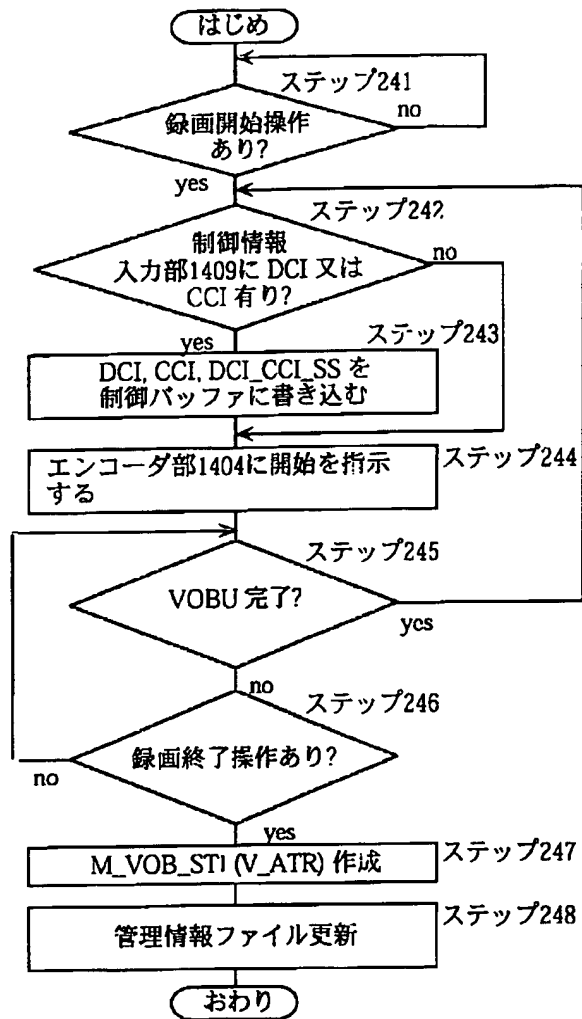 はじめ
ステップ241
録画開始操作
あり?
no
yes
ステップ242
制御情報
入力部1409に DCI 又は
CCI 有り?
no
yes
ステップ243
DCI, CCI, DCI_CCI_SS を
制御バッファに書き込む
ステップ244
エンコーダ部1404に開始を指示
する
ステップ245
VOBU 完了?
yes
no
ステップ246
録画終了操作あり?
no
yes
ステップ247
M_VOB_STI (V_ATR) 作成
ステップ248
管理情報ファイル更新
おわり